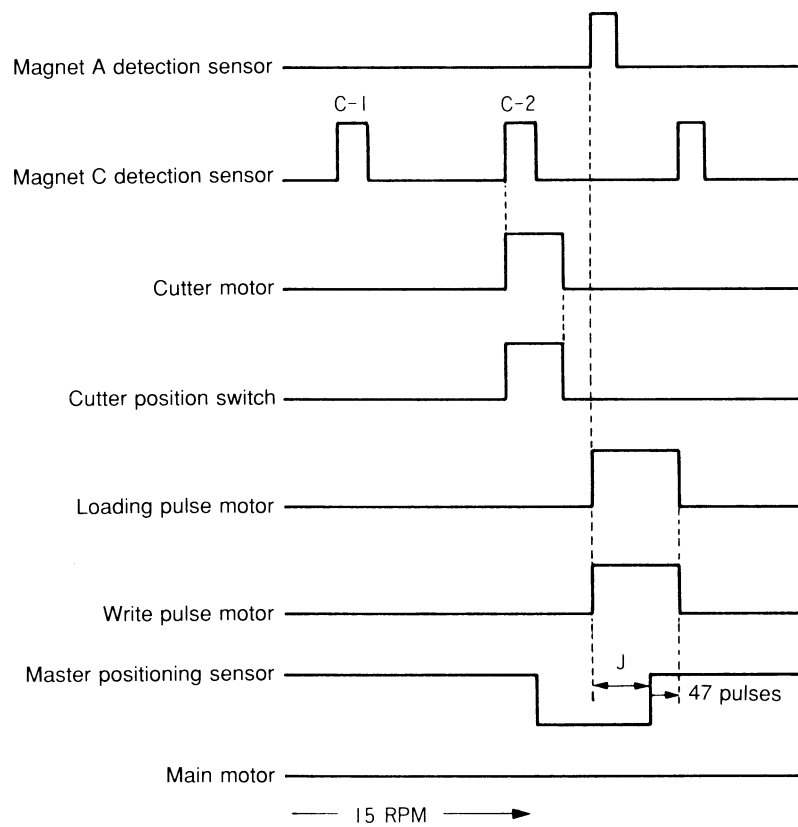 Magnet A detection sensor
C-1
C-2
Magnet C detection sensor
Cutter motor
Cutter position switch
Loading pulse motor
Write pulse motor
Master positioning sensor
J
47 pulses
Main motor
15 RPM